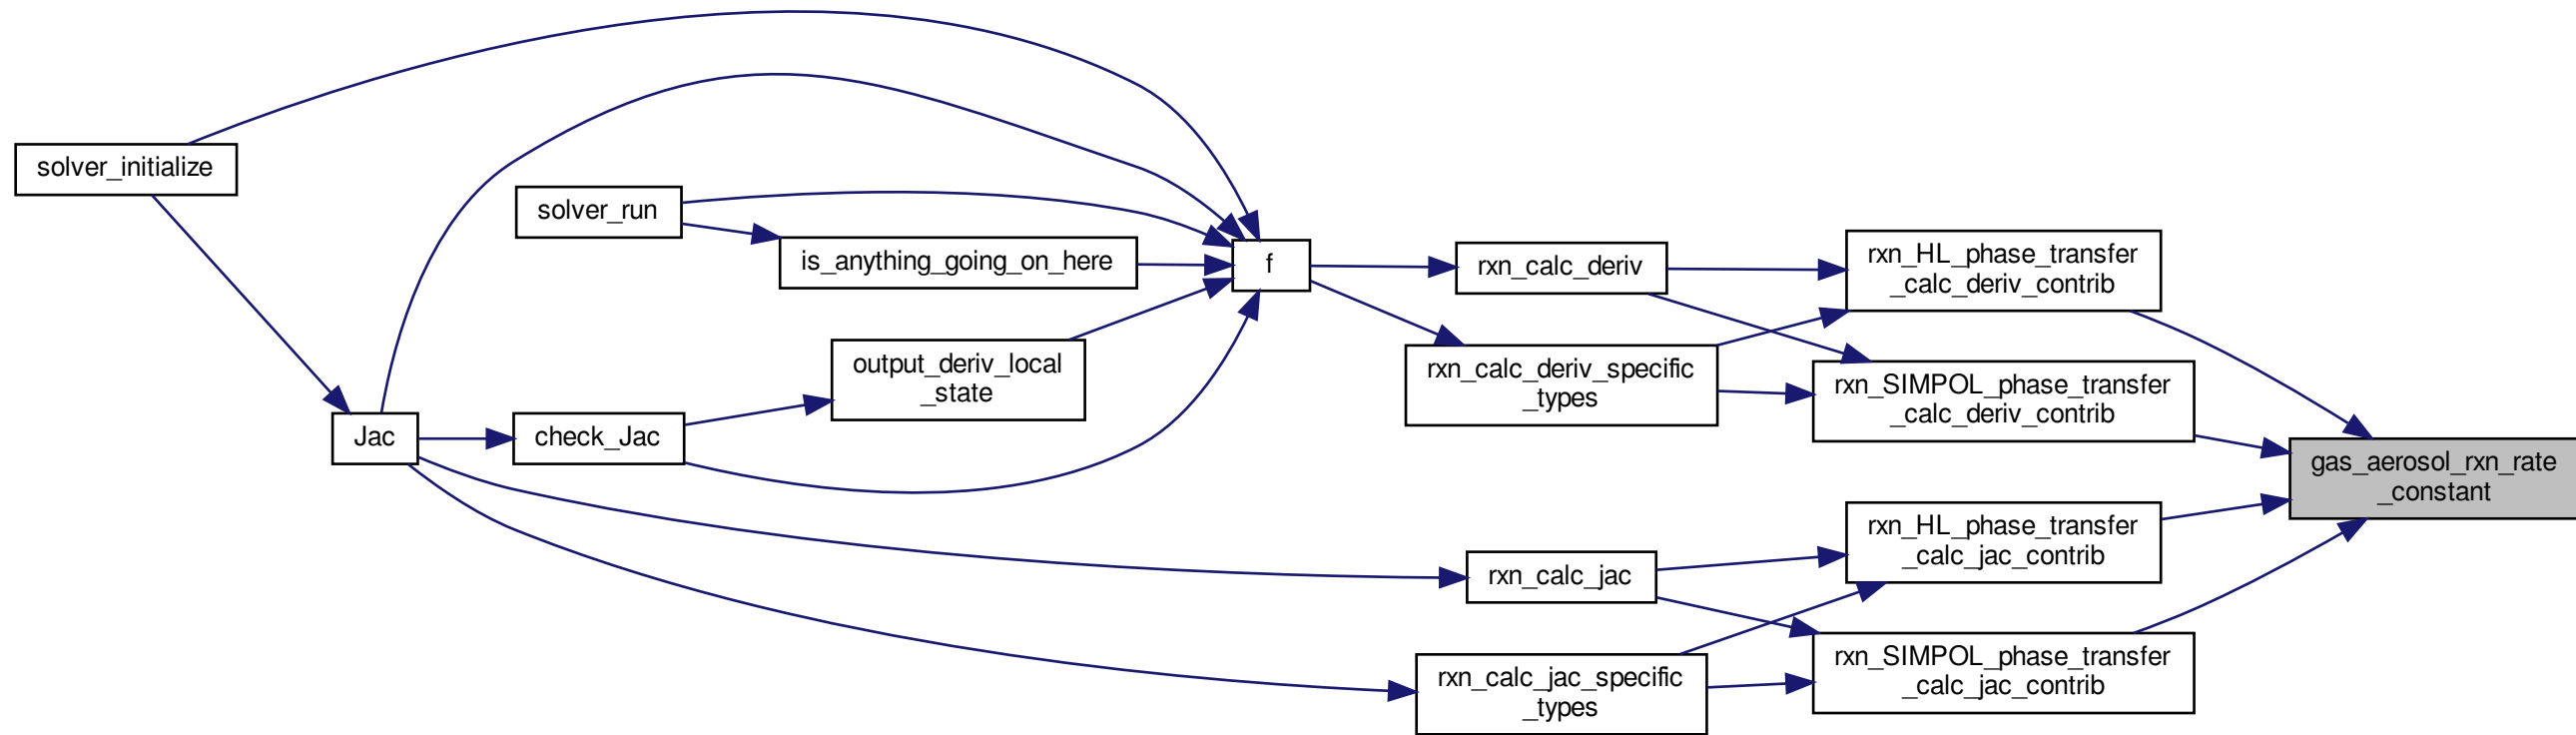 solver_initialize
solver_run
is_anything_going_on_here
f
rxn_calc_deriv
rxn_HL_phase_transfer
_calc_deriv_contrib
output_deriv_local
_state
rxn_calc_deriv_specific
_types
rxn_SIMPOL_phase_transfer
_calc_deriv_contrib
Jac
check_Jac
gas_aerosol_rxn_rate
_constant
rxn_HL_phase_transfer
_calc_jac_contrib
rxn_calc_jac
rxn_SIMPOL_phase_transfer
_calc_jac_contrib
rxn_calc_jac_specific
_types